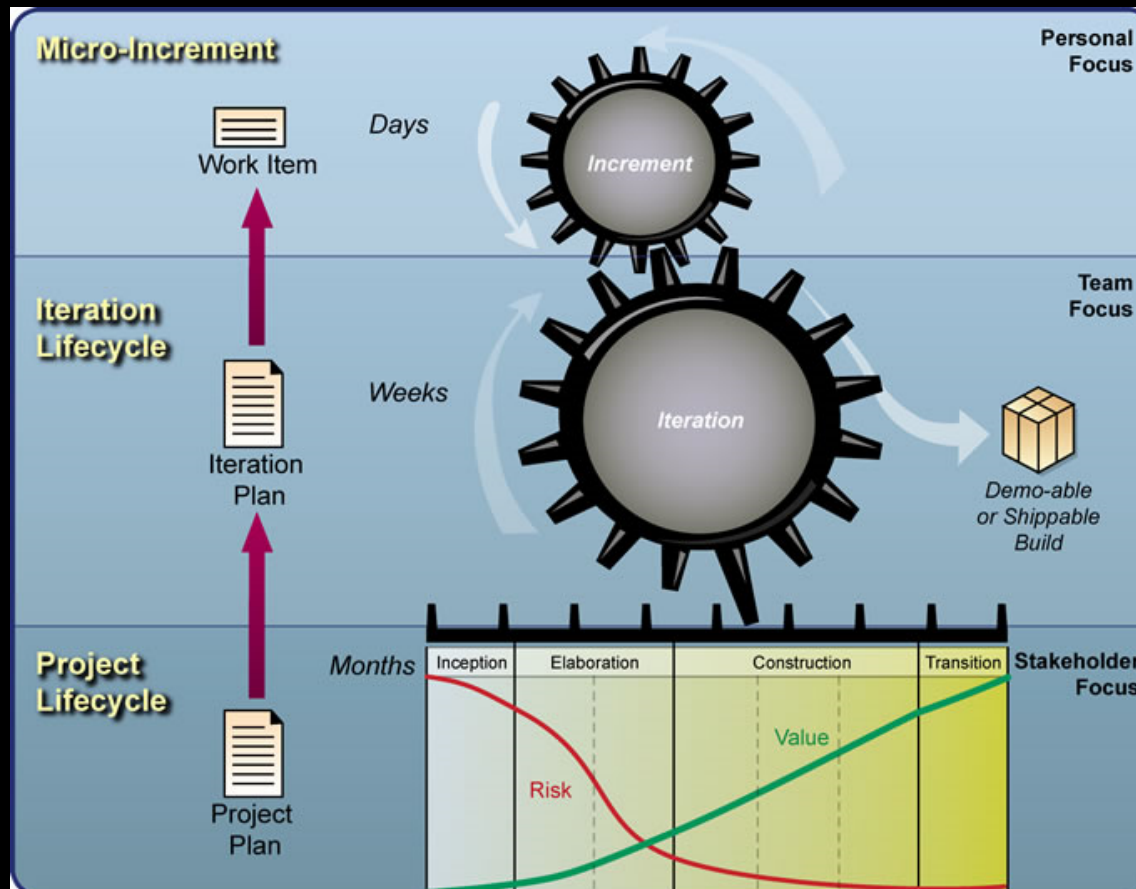 Micro-Increment
Personal
Focus
Days
Work Item
Increment
Iteration
Lifecycle
Team
Focus
Weeks
Iteration
Plan
Iteration
Demo-able
or Shippable
Build
Project
Lifecycle
Months
Inception
Elaboration
Construction
Transition
Stakeholder
Focus
Value
Risk
Project
Plan